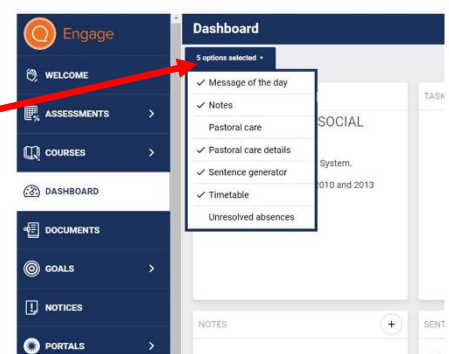 Engage
WELCOME
ASSESSMENTS
COURSES
DASHBOARD
DOCUMENTS
GOALS
NOTICES
PORTALS
Dashboard
5 options selected
Message of the day
Notes
Pastoral care
Pastoral care details
Sentence generator
Timetable
Unresolved absences
TASK
SOCIAL
System.
2010 and 2013
NOTES
SENT